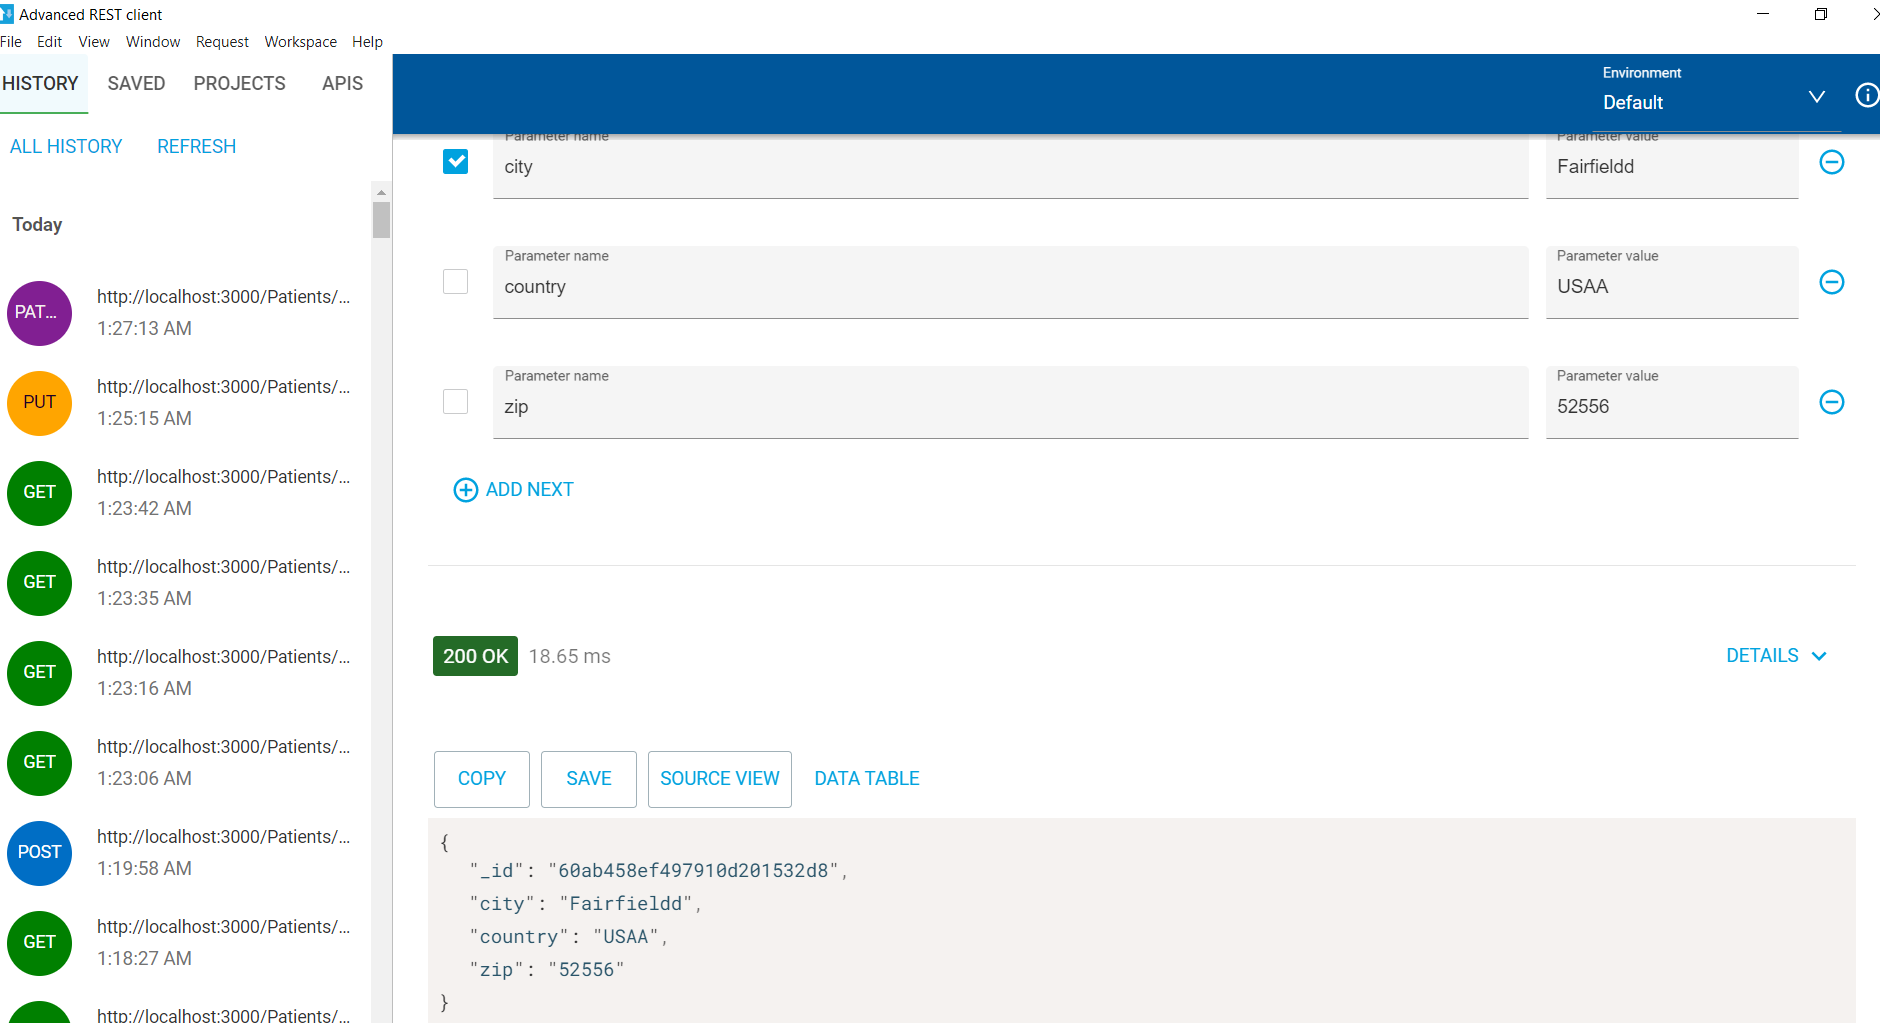 Advanced REST client
File Edit View Window Request Workspace Help
HISTORY SAVED PROJECTS APIS
ALL HISTORY REFRESH
Today
PAT...
http://localhost:3000/Patients/...
1:27:13 AM
PUT
http://localhost:3000/Patients/...
1:25:15 AM
GET
http://localhost:3000/Patients/...
1:23:42 AM
GET
http://localhost:3000/Patients/...
1:23:35 AM
GET
http://localhost:3000/Patients/...
1:23:16 AM
GET
http://localhost:3000/Patients/...
1:23:06 AM
POST
http://localhost:3000/Patients/...
1:19:58 AM
GET
http://localhost:3000/Patients/...
1:18:27 AM
http://localhost:3000/Patients/...
Environment
Default
Parameter name
city
Parameter value
Fairfieldd
Parameter name
country
Parameter value
USAA
Parameter name
zip
Parameter value
52556
ADD NEXT
200 OK 18.65 ms
DETAILS
COPY SAVE SOURCE VIEW DATA TABLE
{
"_id": "60ab458ef497910d201532d8",
"city": "Fairfieldd",
"country": "USAA",
"zip": "52556"
}